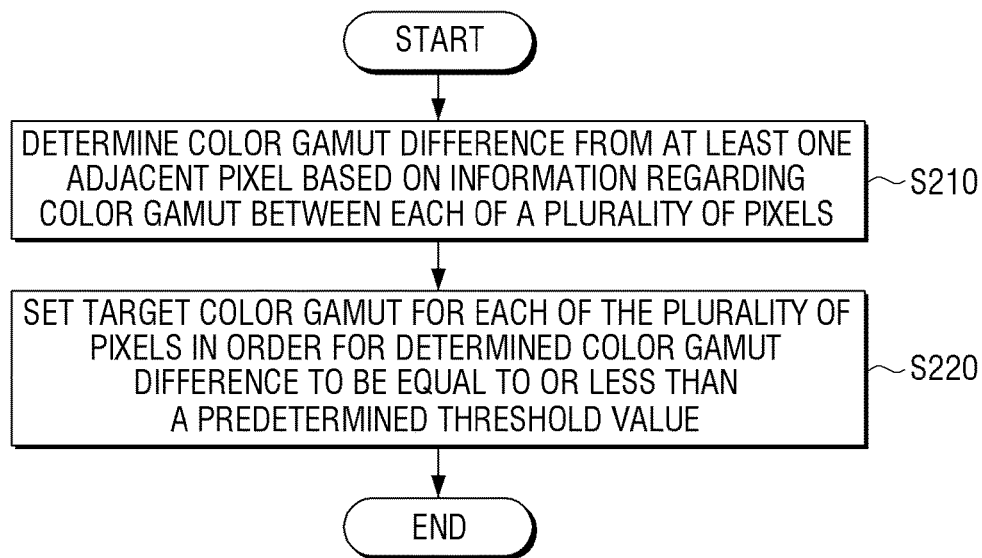 START
DETERMINE COLOR GAMUT DIFFERENCE FROM AT LEAST ONE
ADJACENT PIXEL BASED ON INFORMATION REGARDING
COLOR GAMUT BETWEEN EACH OF A PLURALITY OF PIXELS
S210
SET TARGET COLOR GAMUT FOR EACH OF THE PLURALITY OF
PIXELS IN ORDER FOR DETERMINED COLOR GAMUT
DIFFERENCE TO BE EQUAL TO OR LESS THAN
A PREDETERMINED THRESHOLD VALUE
S220
END